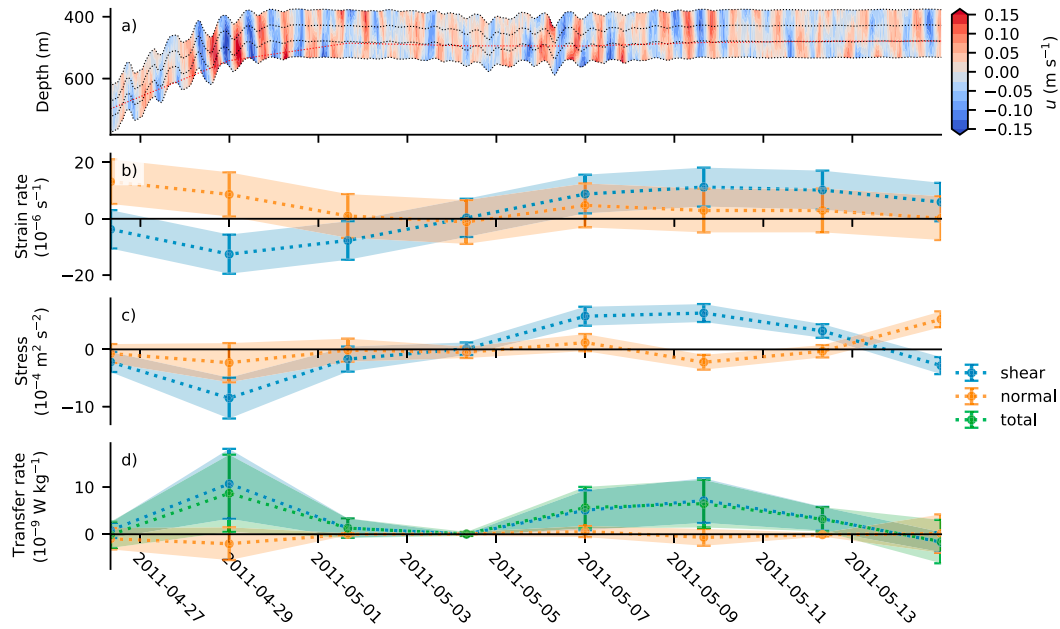 a)
Depth (m)
400
600
0.15
0.10
0.05
0.00
−0.05
−0.10
−0.15
u (m s⁻¹)
b)
Strain rate
(10⁻⁶ s⁻¹)
20
0
−20
c)
Stress
(10⁻⁴ m² s⁻²)
0
−10
shear
normal
total
d)
Transfer rate
(10⁻⁹ W kg⁻¹)
10
0
2011-04-27
2011-04-29
2011-05-01
2011-05-03
2011-05-05
2011-05-07
2011-05-09
2011-05-11
2011-05-13